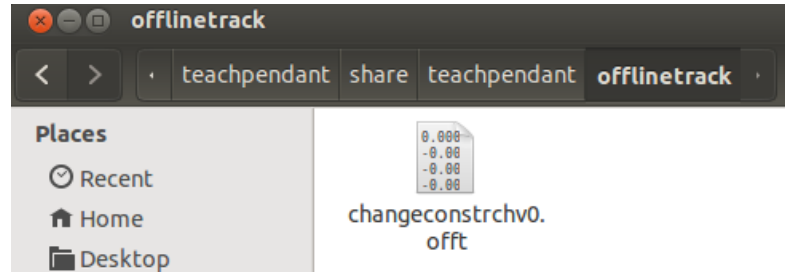 offlinetrack
teachpendant share teachpendant offlinetrack
Places
Recent
Home
Desktop
0.000
-0.00
-0.00
-0.00
changeconstrchv0.
offt